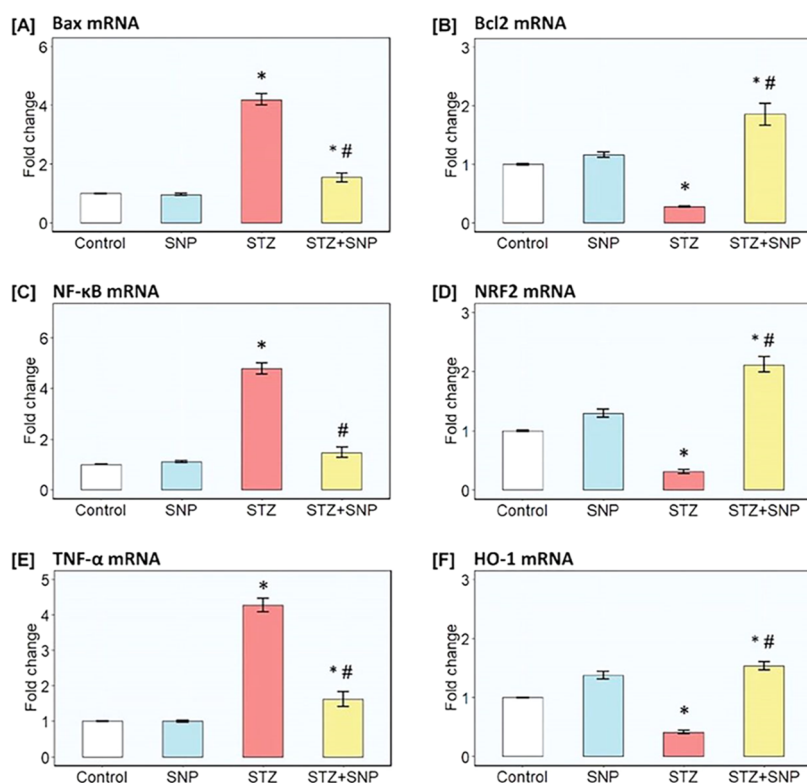 [A] Bax mRNA
Fold change
6
4
2
0
*
* #
Control SNP STZ STZ+SNP
[B] Bcl2 mRNA
Fold change
3
2
1
0
*
* #
Control SNP STZ STZ+SNP
[C] NF-κB mRNA
Fold change
6
4
2
0
*
#
Control SNP STZ STZ+SNP
[D] NRF2 mRNA
Fold change
3
2
1
0
*
* #
Control SNP STZ STZ+SNP
[E] TNF-α mRNA
Fold change
5
4
3
2
1
0
*
* #
Control SNP STZ STZ+SNP
[F] HO-1 mRNA
Fold change
3
2
1
0
*
* #
Control SNP STZ STZ+SNP